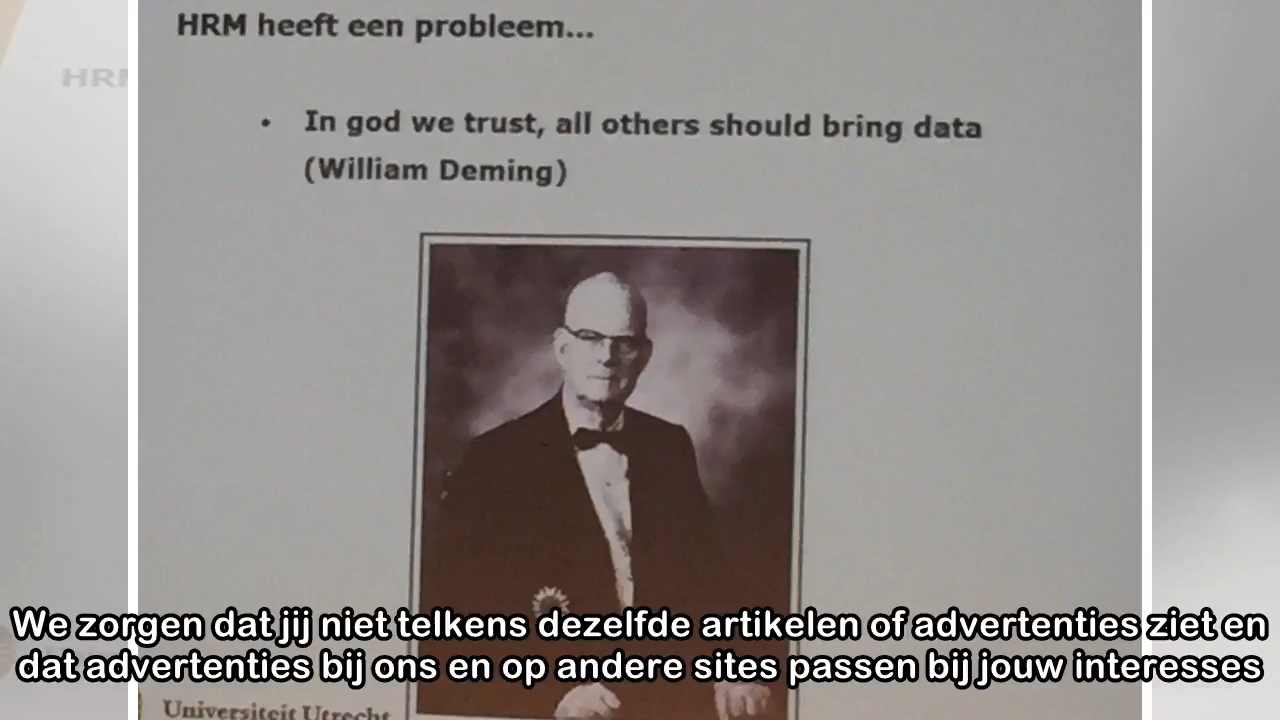 HRM heeft een probleem...
HRM
• In god we trust, all others should bring data
(William Deming)
We zorgen dat jij niet telkens dezelfde artikelen of advertenties ziet en
dat advertenties bij ons en op andere sites passen bij jouw interesses
Universiteit Utrecht